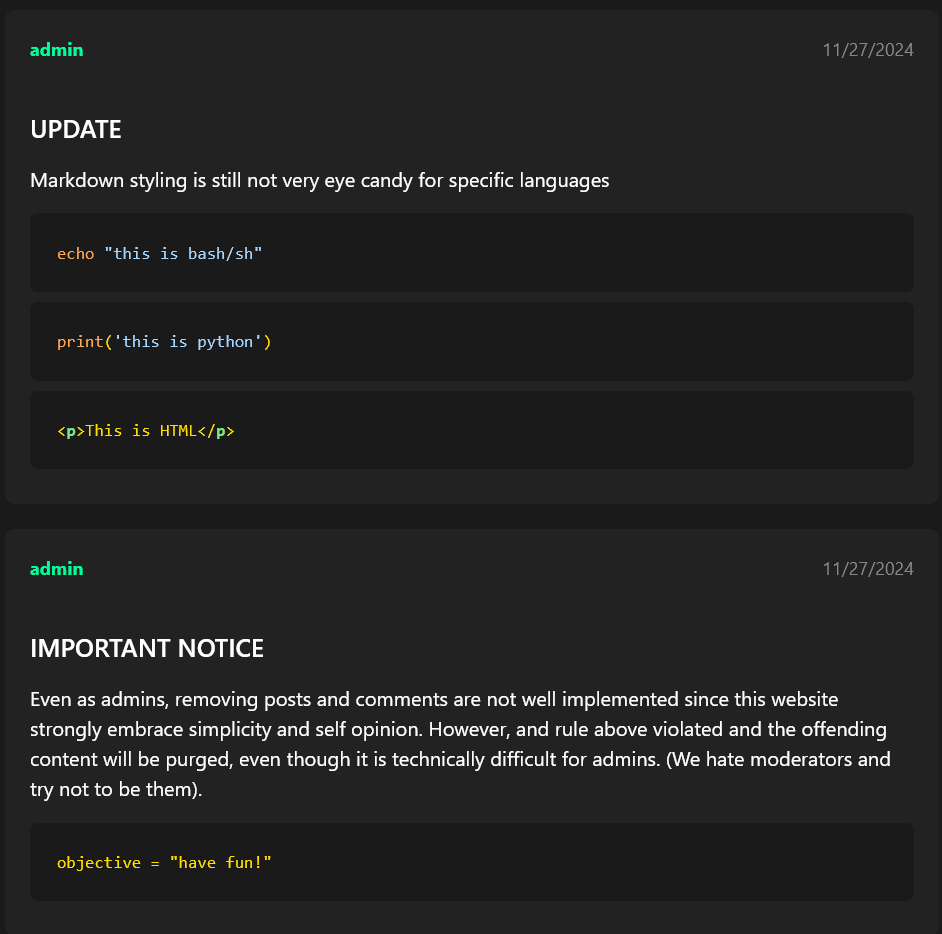 admin
11/27/2024
UPDATE
Markdown styling is still not very eye candy for specific languages
echo "this is bash/sh"
print('this is python')
<p>This is HTML</p>
admin
11/27/2024
IMPORTANT NOTICE
Even as admins, removing posts and comments are not well implemented since this website
strongly embrace simplicity and self opinion. However, and rule above violated and the offending
content will be purged, even though it is technically difficult for admins. (We hate moderators and
try not to be them).
objective = "have fun!"